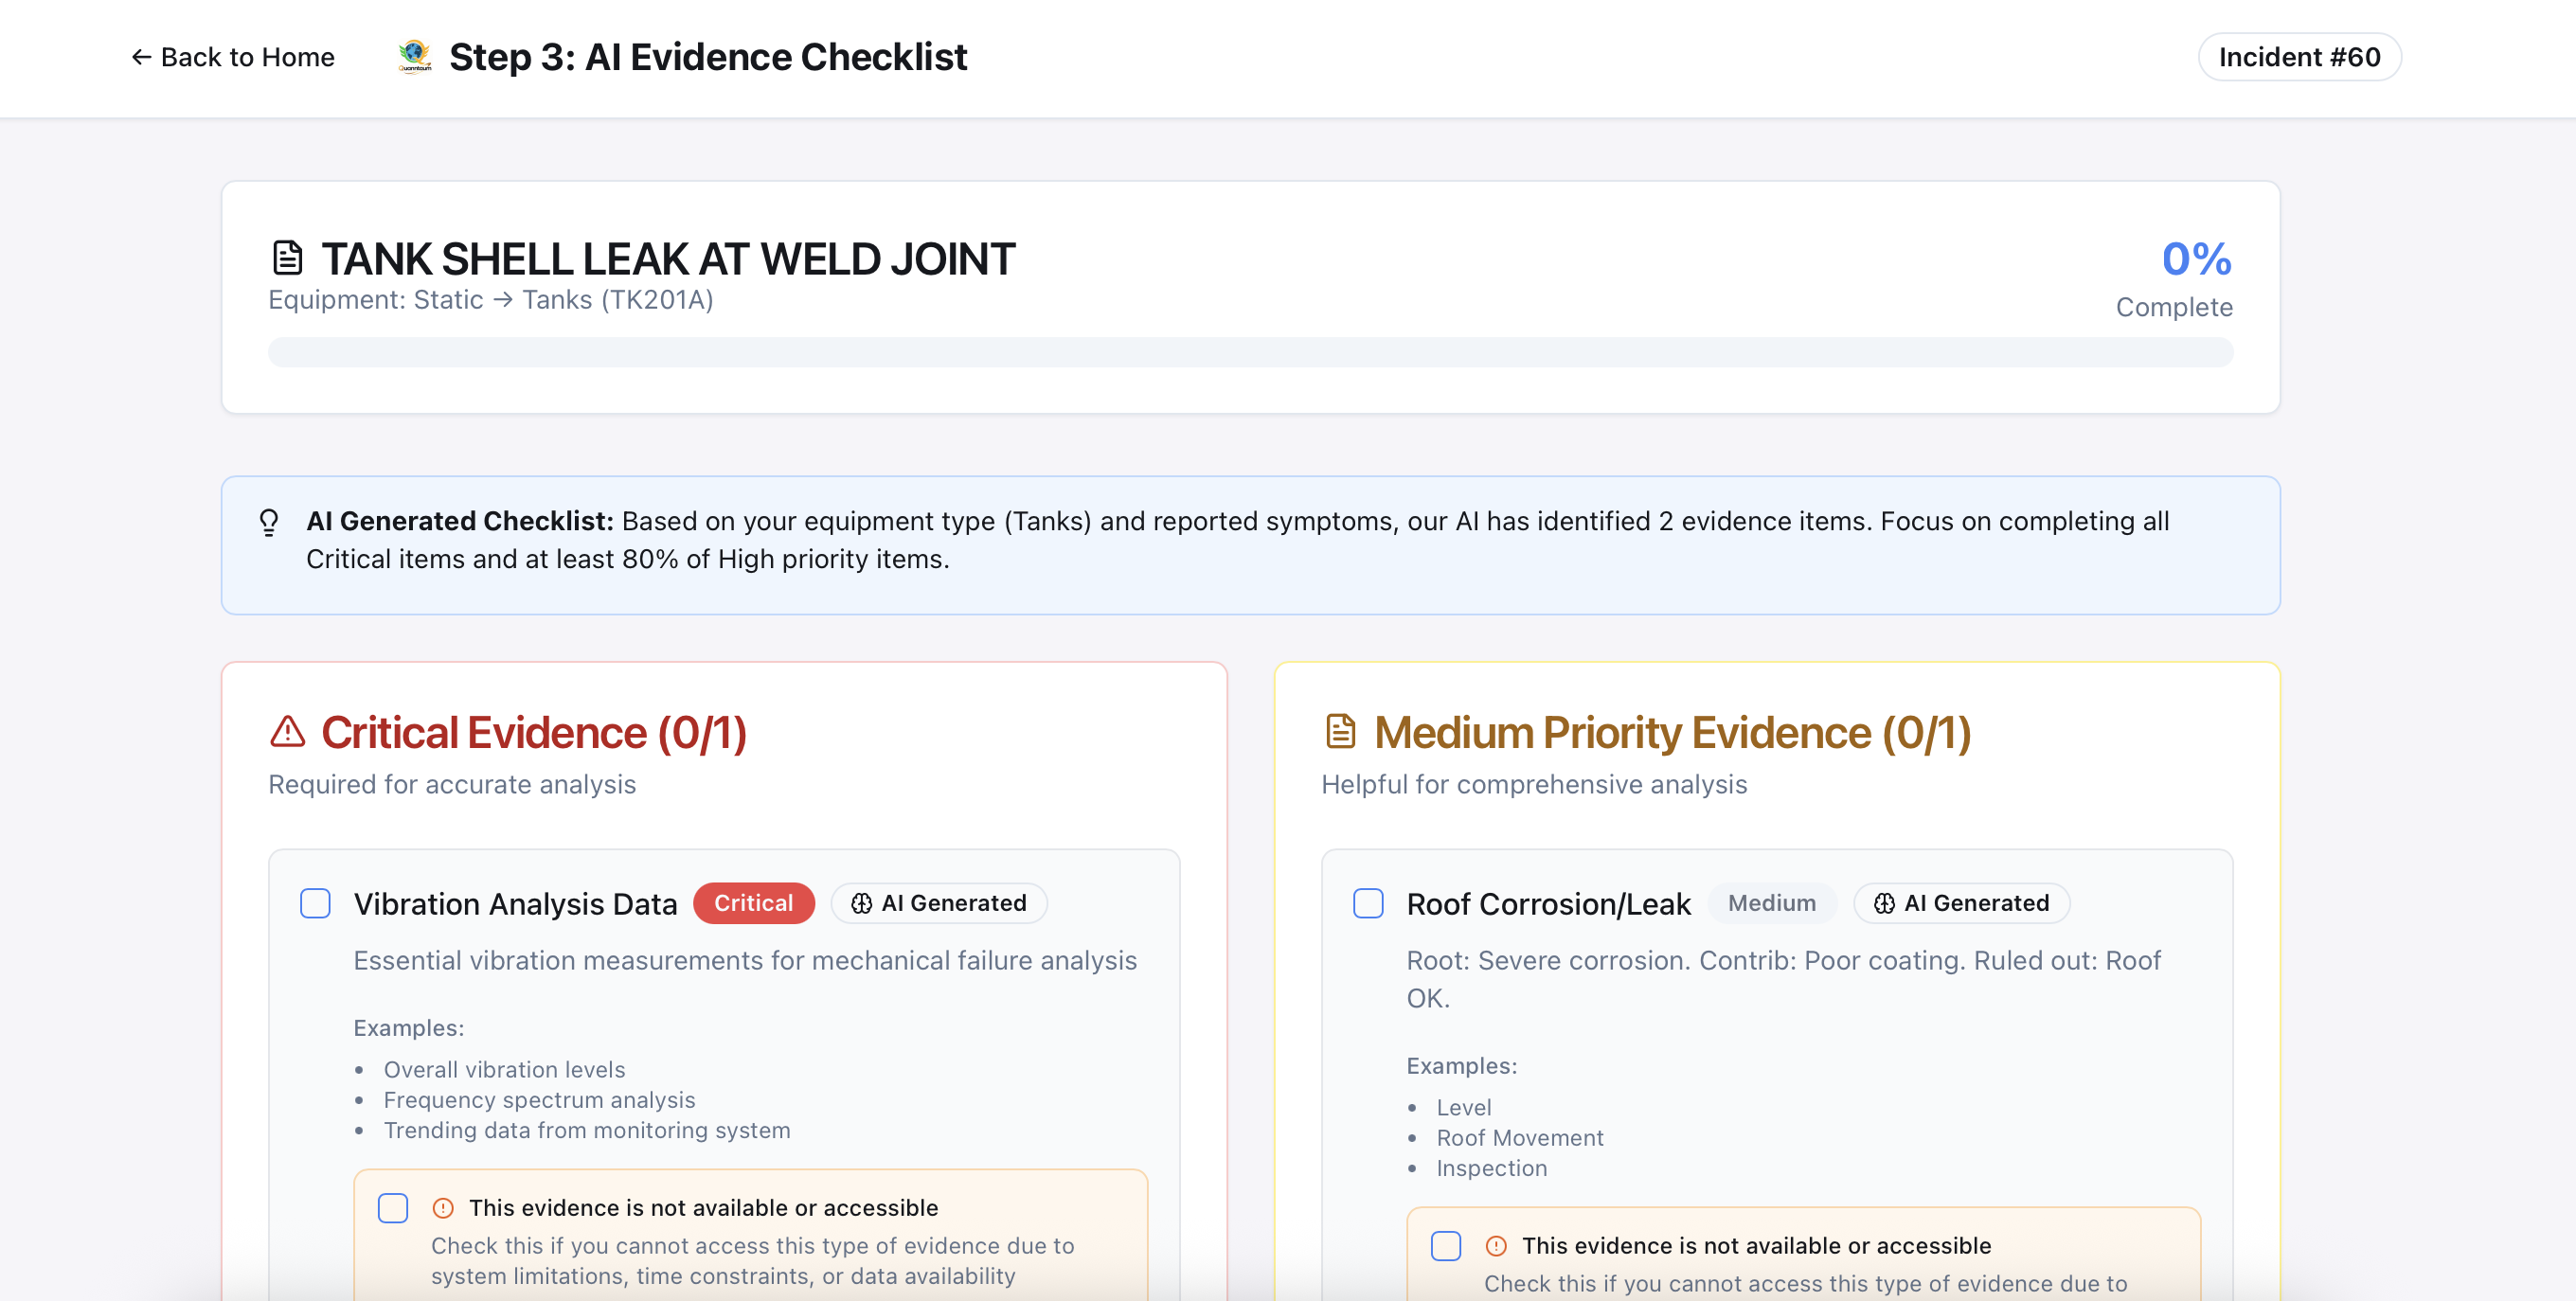 ← Back to Home
Quanntaum
Step 3: AI Evidence Checklist
Incident #60
TANK SHELL LEAK AT WELD JOINT
Equipment: Static → Tanks (TK201A)
0%
Complete
AI Generated Checklist: Based on your equipment type (Tanks) and reported symptoms, our AI has identified 2 evidence items. Focus on completing all
Critical items and at least 80% of High priority items.
Critical Evidence (0/1)
Required for accurate analysis
Vibration Analysis Data
Critical
AI Generated
Essential vibration measurements for mechanical failure analysis
Examples:
• Overall vibration levels
• Frequency spectrum analysis
• Trending data from monitoring system
This evidence is not available or accessible
Check this if you cannot access this type of evidence due to
system limitations, time constraints, or data availability
Medium Priority Evidence (0/1)
Helpful for comprehensive analysis
Roof Corrosion/Leak
Medium
AI Generated
Root: Severe corrosion. Contrib: Poor coating. Ruled out: Roof
OK.
Examples:
• Level
• Roof Movement
• Inspection
This evidence is not available or accessible
Check this if you cannot access this type of evidence due to